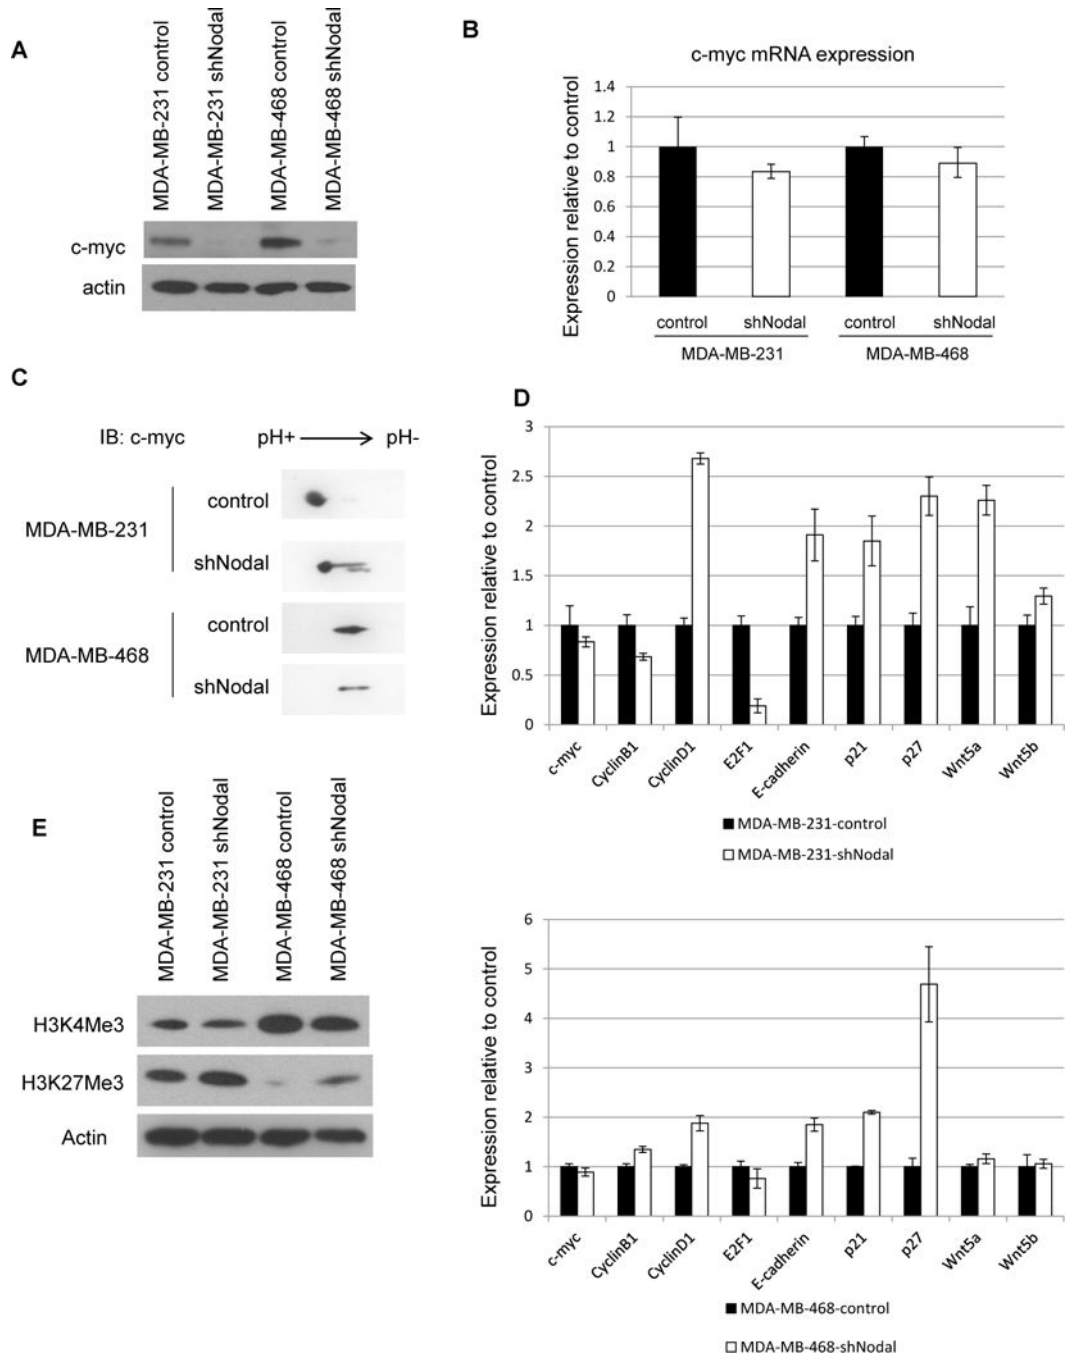 A
MDA-MB-231 control
MDA-MB-231 shNodal
MDA-MB-468 control
MDA-MB-468 shNodal
c-myc
actin
B
c-myc mRNA expression
Expression relative to control
1.4
1.2
1
0.8
0.6
0.4
0.2
0
control shNodal control shNodal
MDA-MB-231 MDA-MB-468
C
IB: c-myc pH+ pH-
MDA-MB-231
control
shNodal
MDA-MB-468
control
shNodal
D
Expression relative to control
3
2.5
2
1.5
1
0.5
0
c-myc CyclinB1 CyclinD1 E2F1 E-cadherin p21 p27 Wnt5a Wnt5b
MDA-MB-231-control
MDA-MB-231-shNodal
Expression relative to control
6
5
4
3
2
1
0
c-myc CyclinB1 CyclinD1 E2F1 E-cadherin p21 p27 Wnt5a Wnt5b
MDA-MB-468-control
MDA-MB-468-shNodal
E
MDA-MB-231 control
MDA-MB-231 shNodal
MDA-MB-468 control
MDA-MB-468 shNodal
H3K4Me3
H3K27Me3
Actin